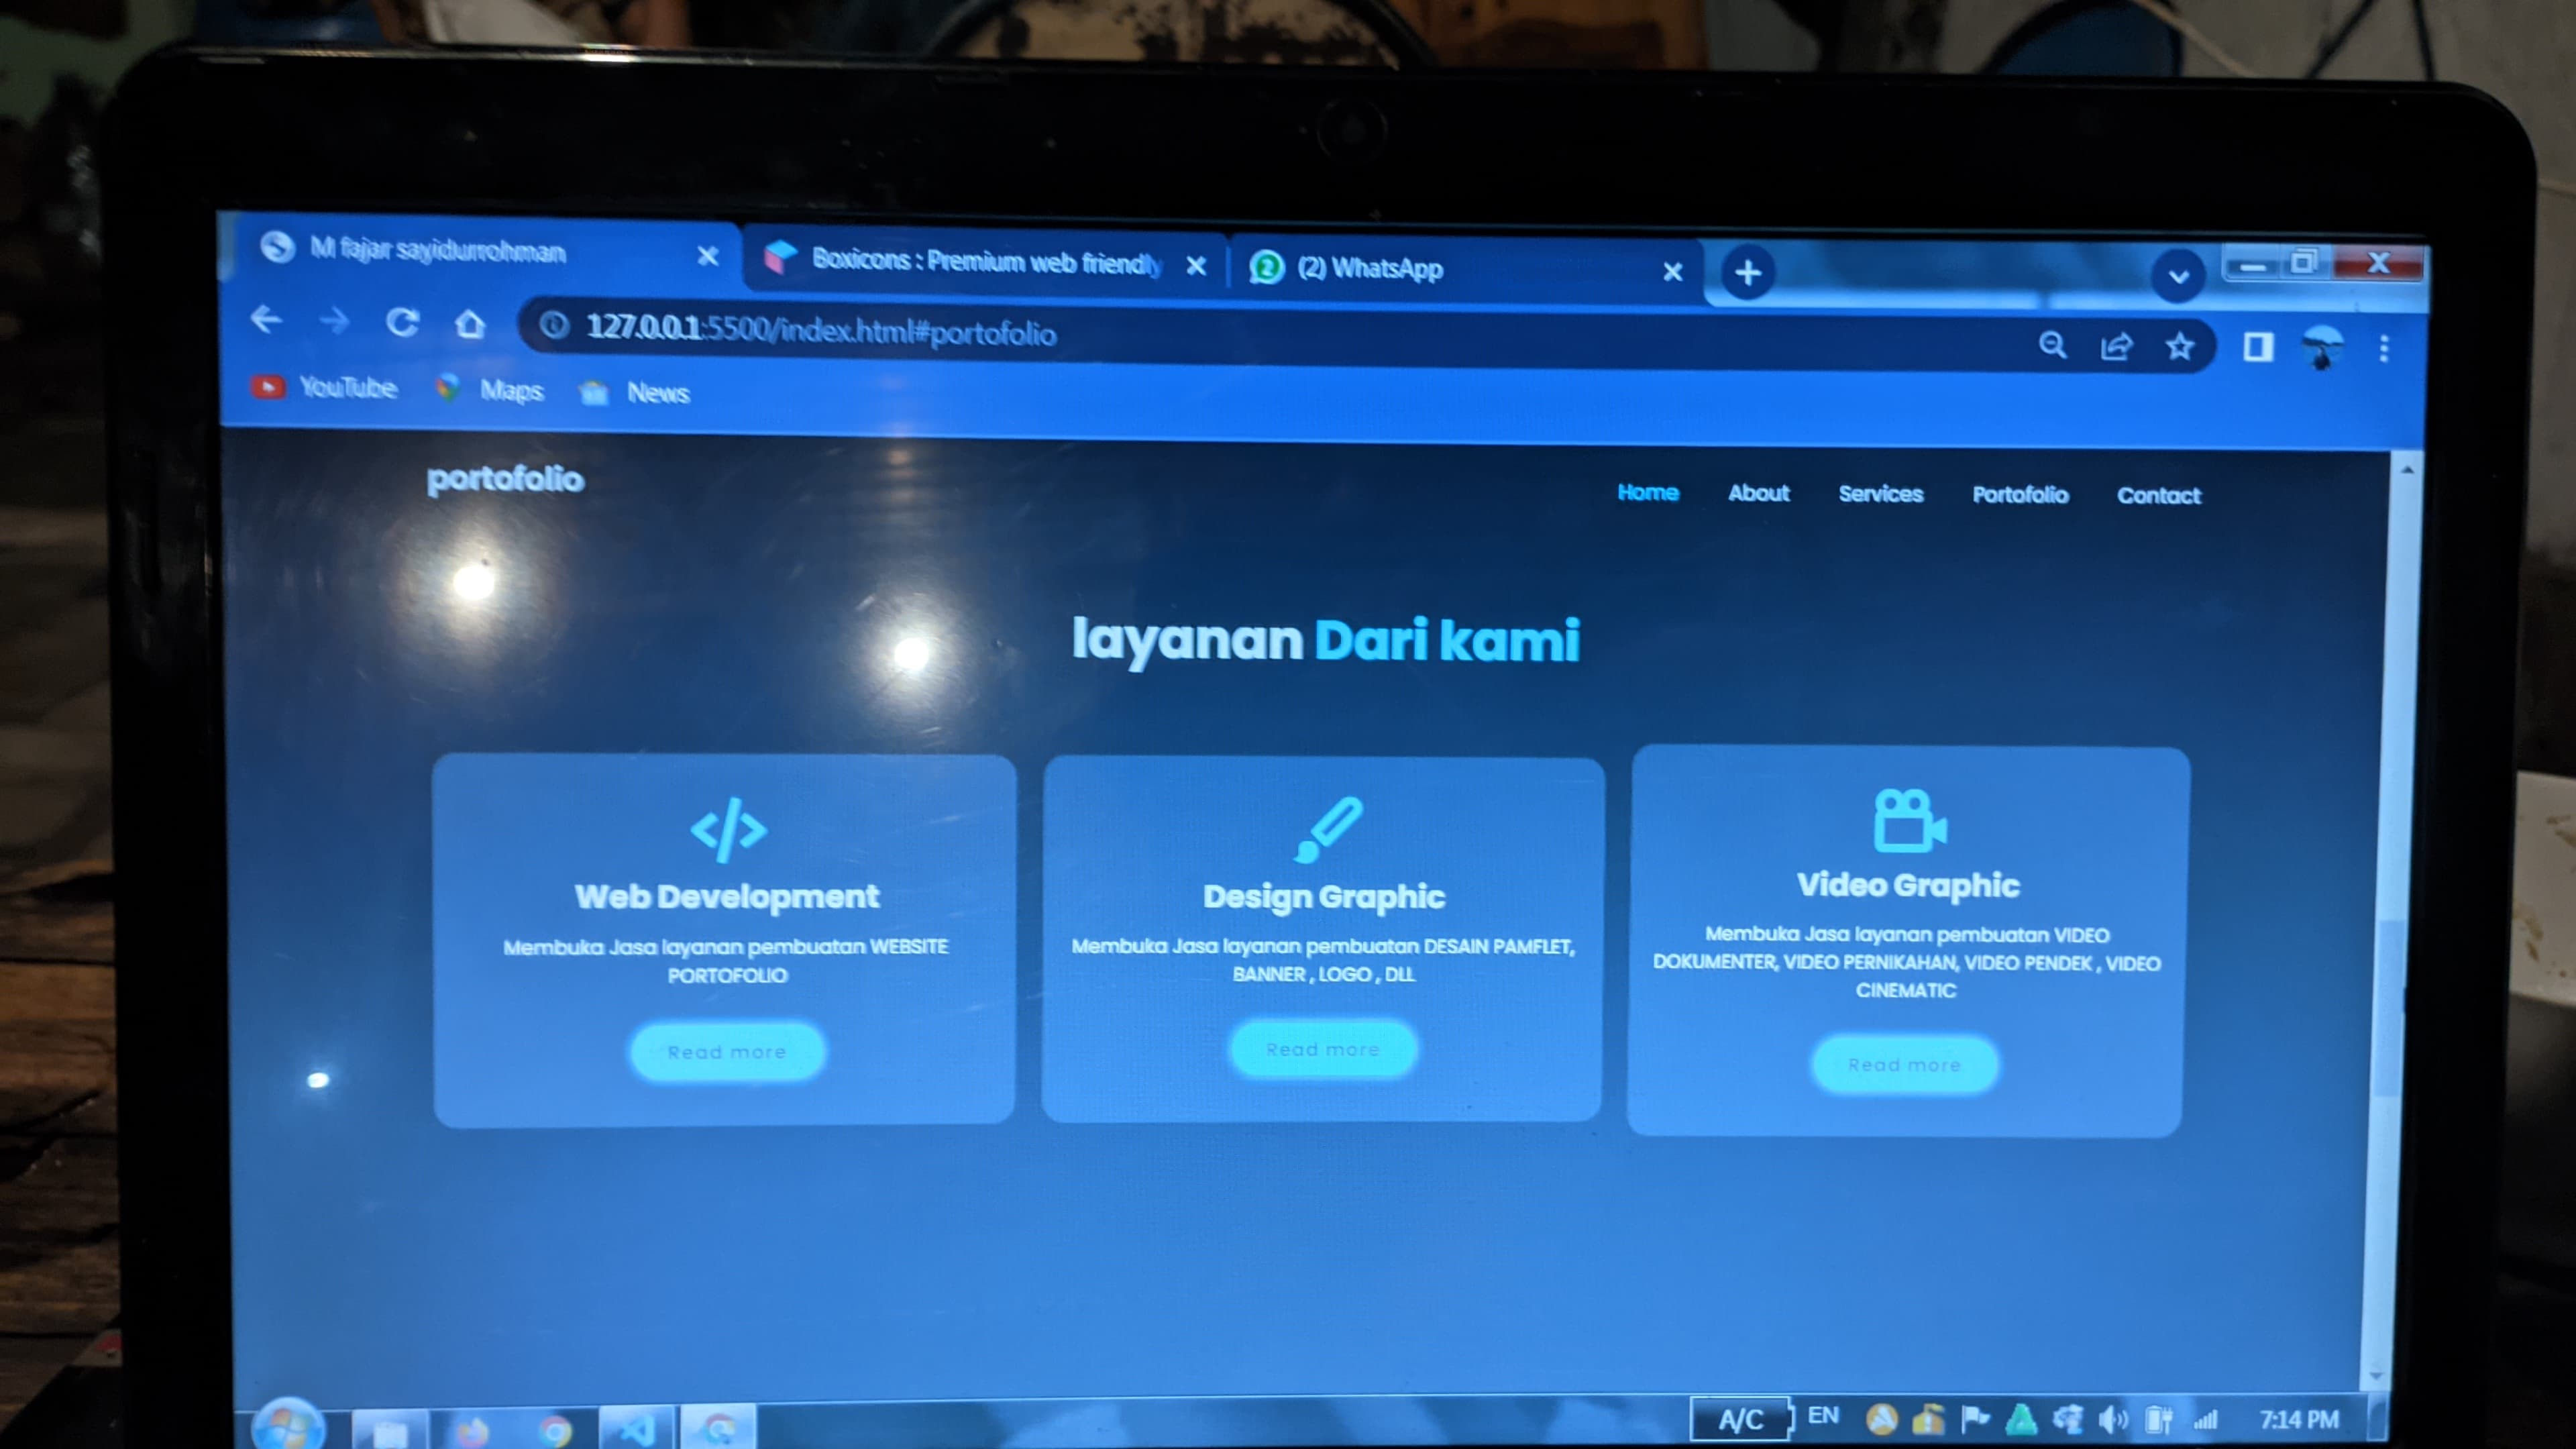 M fajar sayidurrohman
Boxicons : Premium web friendly
(2) WhatsApp
127.0.0.1:5500/index.html#portofolio
YouTube Maps News
portofolio
Home About Services Portofolio Contact
layanan Dari kami
Web Development
Membuka Jasa layanan pembuatan WEBSITE
PORTOFOLIO
Read more
Design Graphic
Membuka Jasa layanan pembuatan DESAIN PAMFLET,
BANNER , LOGO , DLL
Read more
Video Graphic
Membuka Jasa layanan pembuatan VIDEO
DOKUMENTER, VIDEO PERNIKAHAN, VIDEO PENDEK , VIDEO
CINEMATIC
Read more
A/C EN 7:14 PM